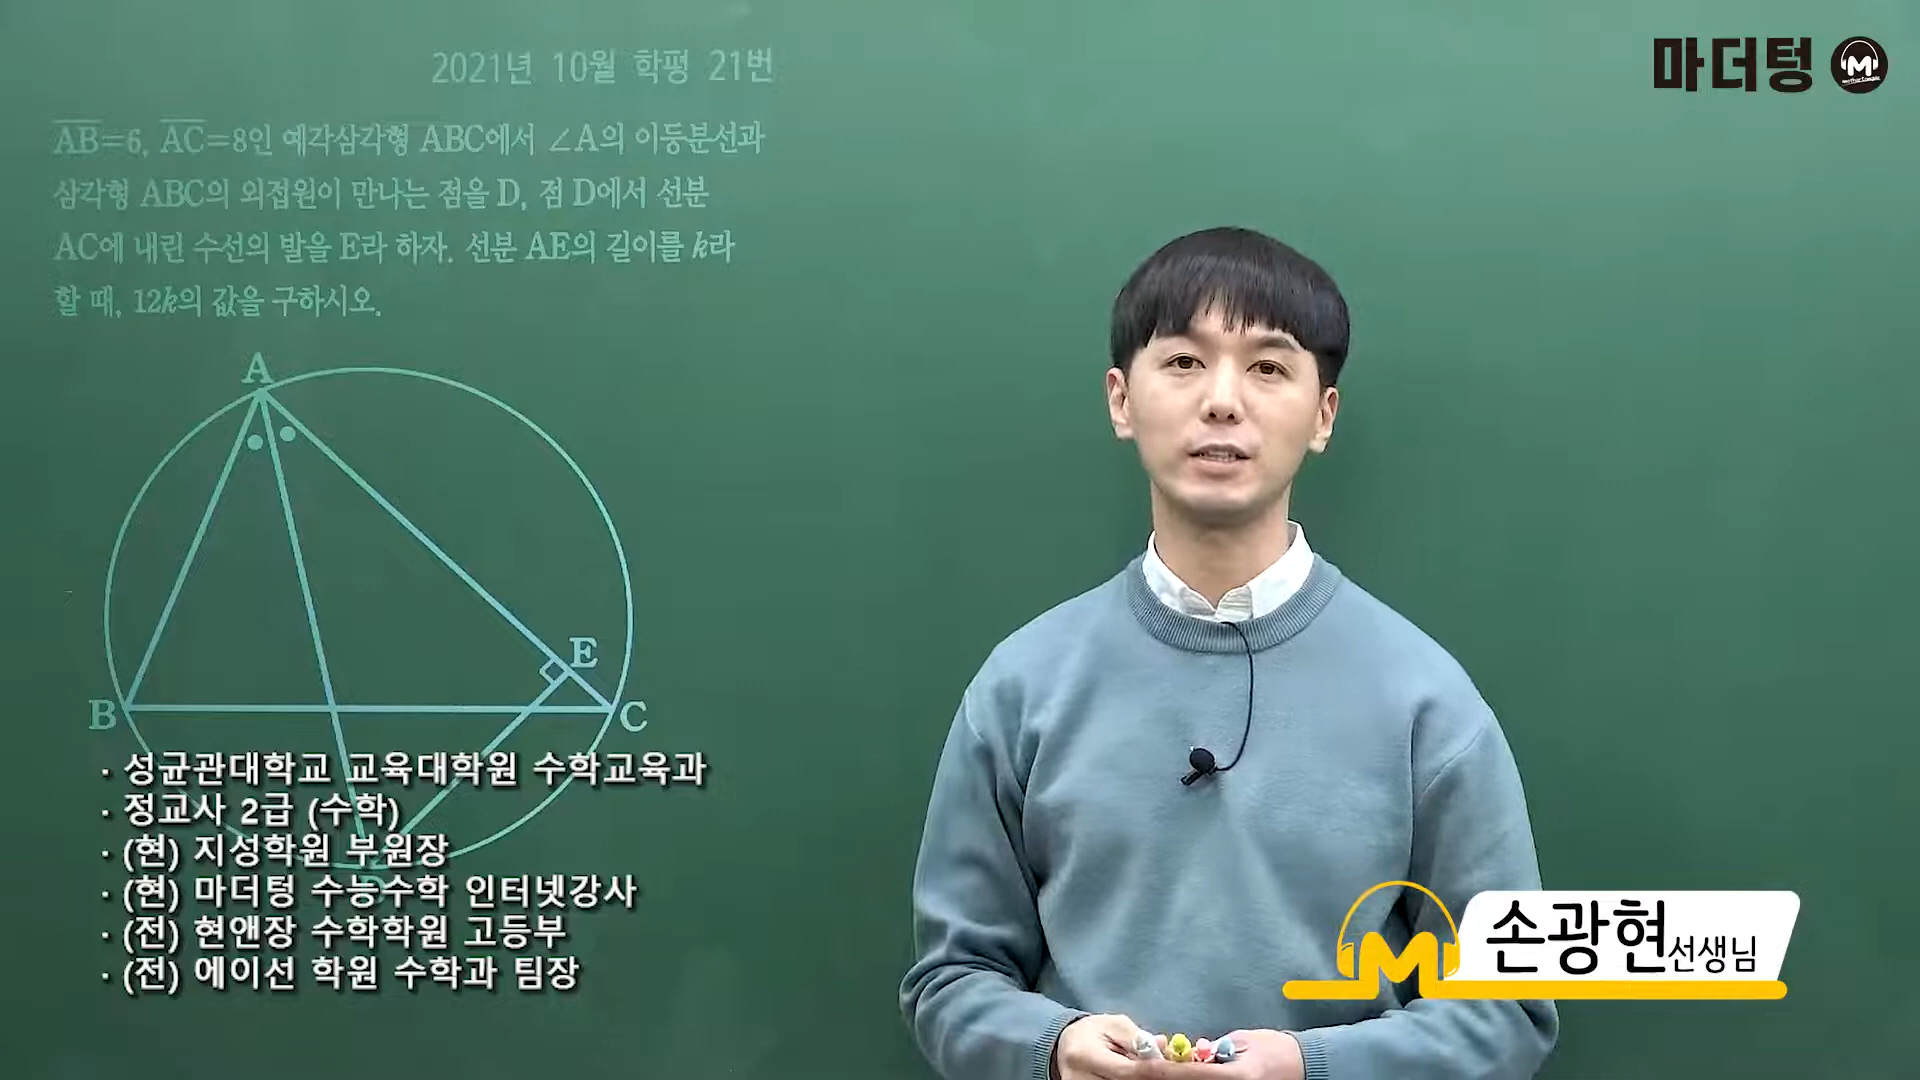 2021년 10월 학평 21번
마더텅
M
AB=6, AC=8인 예각삼각형 ABC에서 ∠A의 이등분선과
삼각형 ABC의 외접원이 만나는 점을 D, 점 D에서 선분
AC에 내린 수선의 발을 E라 하자. 선분 AE의 길이를 k라
할 때, 12k의 값을 구하시오.
A
E
B
C
D
· 성균관대학교 교육대학원 수학교육과
· 정교사 2급 (수학)
· (현) 지성학원 부원장
· (현) 마더텅 수능수학 인터넷강사
· (전) 현앤장 수학학원 고등부
· (전) 에이선 학원 수학과 팀장
M 손광현선생님